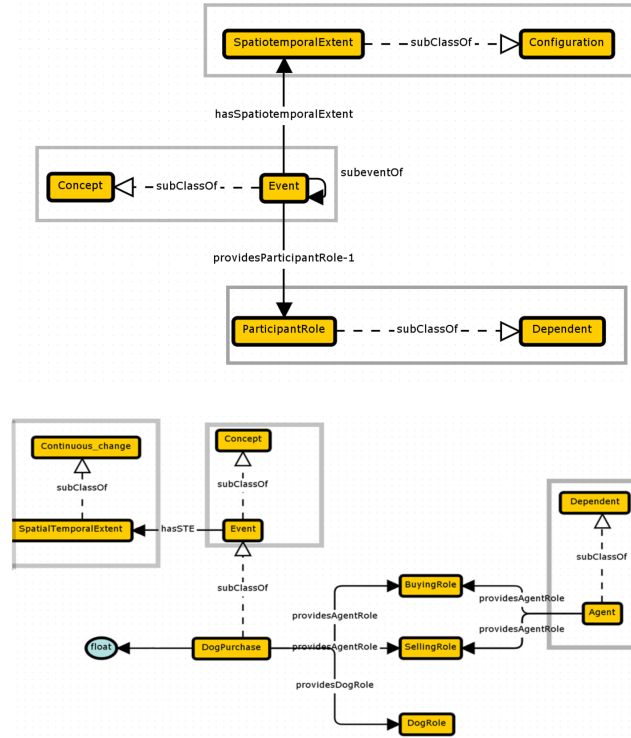 SpatiotemporalExtent
subClassOf
Configuration
hasSpatiotemporalExtent
Concept
subClassOf
Event
subeventOf
providesParticipantRole-1
ParticipantRole
subClassOf
Dependent
Continuous_change
subClassOf
SpatialTemporalExtent
hasSTE
Concept
subClassOf
Event
subClassOf
Dependent
subClassOf
Agent
BuyingRole
providesAgentRole
providesAgentRole
providesAgentRole
providesAgentRole
SellingRole
float
DogPurchase
providesDogRole
DogRole